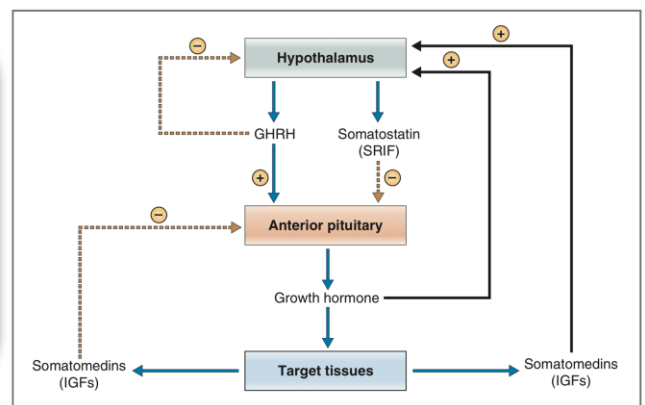 +
−
+
Hypothalamus
GHRH
Somatostatin
(SRIF)
+
−
−
Anterior pituitary
Growth hormone
Somatomedins
(IGFs)
Target tissues
Somatomedins
(IGFs)